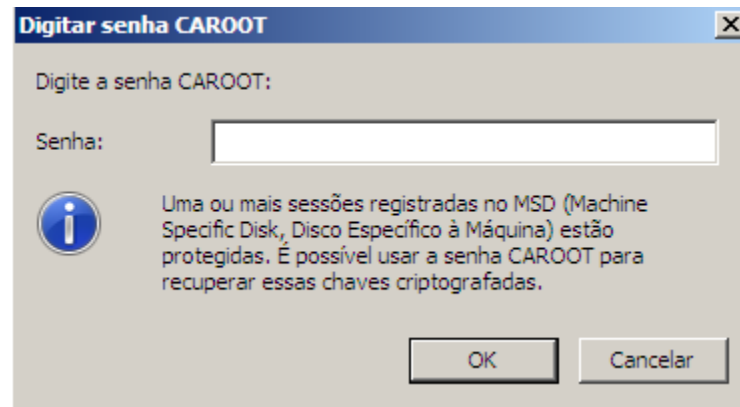 Digitar senha CAROOT
Digite a senha CAROOT:
Senha:
Uma ou mais sessões registradas no MSD (Machine
Specific Disk, Disco Específico à Máquina) estão
protegidas. É possível usar a senha CAROOT para
recuperar essas chaves criptografadas.
OK
Cancelar